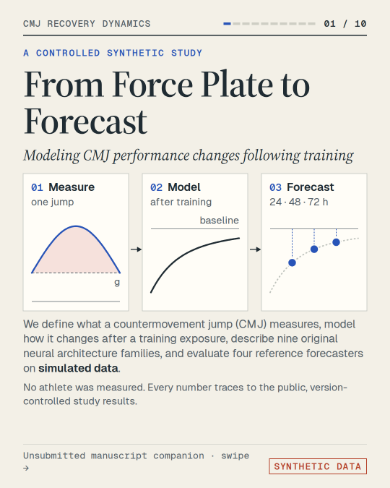 CMJ RECOVERY DYNAMICS
01 / 10
A CONTROLLED SYNTHETIC STUDY
From Force Plate to
Forecast
Modeling CMJ performance changes following training
01 Measure
one jump
g
02 Model
after training
baseline
03 Forecast
24 · 48 · 72 h
We define what a countermovement jump (CMJ) measures, model
how it changes after a training exposure, describe nine original
neural architecture families, and evaluate four reference forecasters
on simulated data.
No athlete was measured. Every number traces to the public, version-
controlled study results.
Unsubmitted manuscript companion · swipe
→
SYNTHETIC DATA